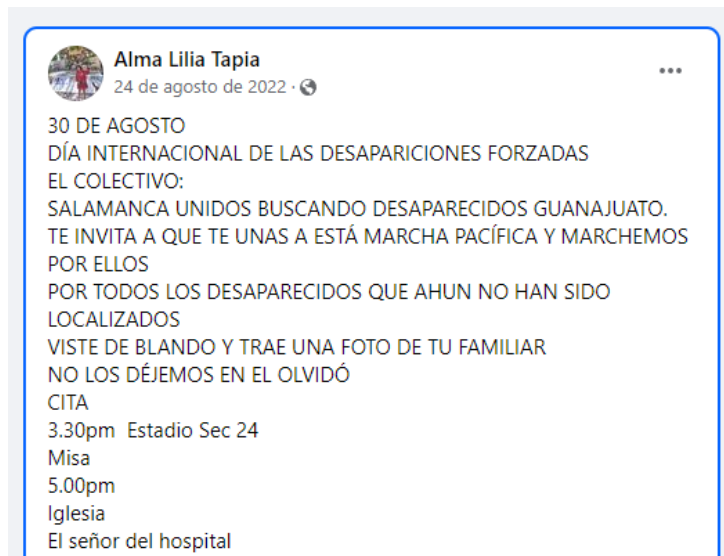 Alma Lilia Tapia
24 de agosto de 2022 ·
30 DE AGOSTO
DÍA INTERNACIONAL DE LAS DESAPARICIONES FORZADAS
EL COLECTIVO:
SALAMANCA UNIDOS BUSCANDO DESAPARECIDOS GUANAJUATO.
TE INVITA A QUE TE UNAS A ESTÁ MARCHA PACÍFICA Y MARCHEMOS
POR ELLOS
POR TODOS LOS DESAPARECIDOS QUE AHUN NO HAN SIDO
LOCALIZADOS
VISTE DE BLANDO Y TRAE UNA FOTO DE TU FAMILIAR
NO LOS DÉJEMOS EN EL OLVIDÓ
CITA
3.30pm  Estadio Sec 24
Misa
5.00pm
Iglesia
El señor del hospital